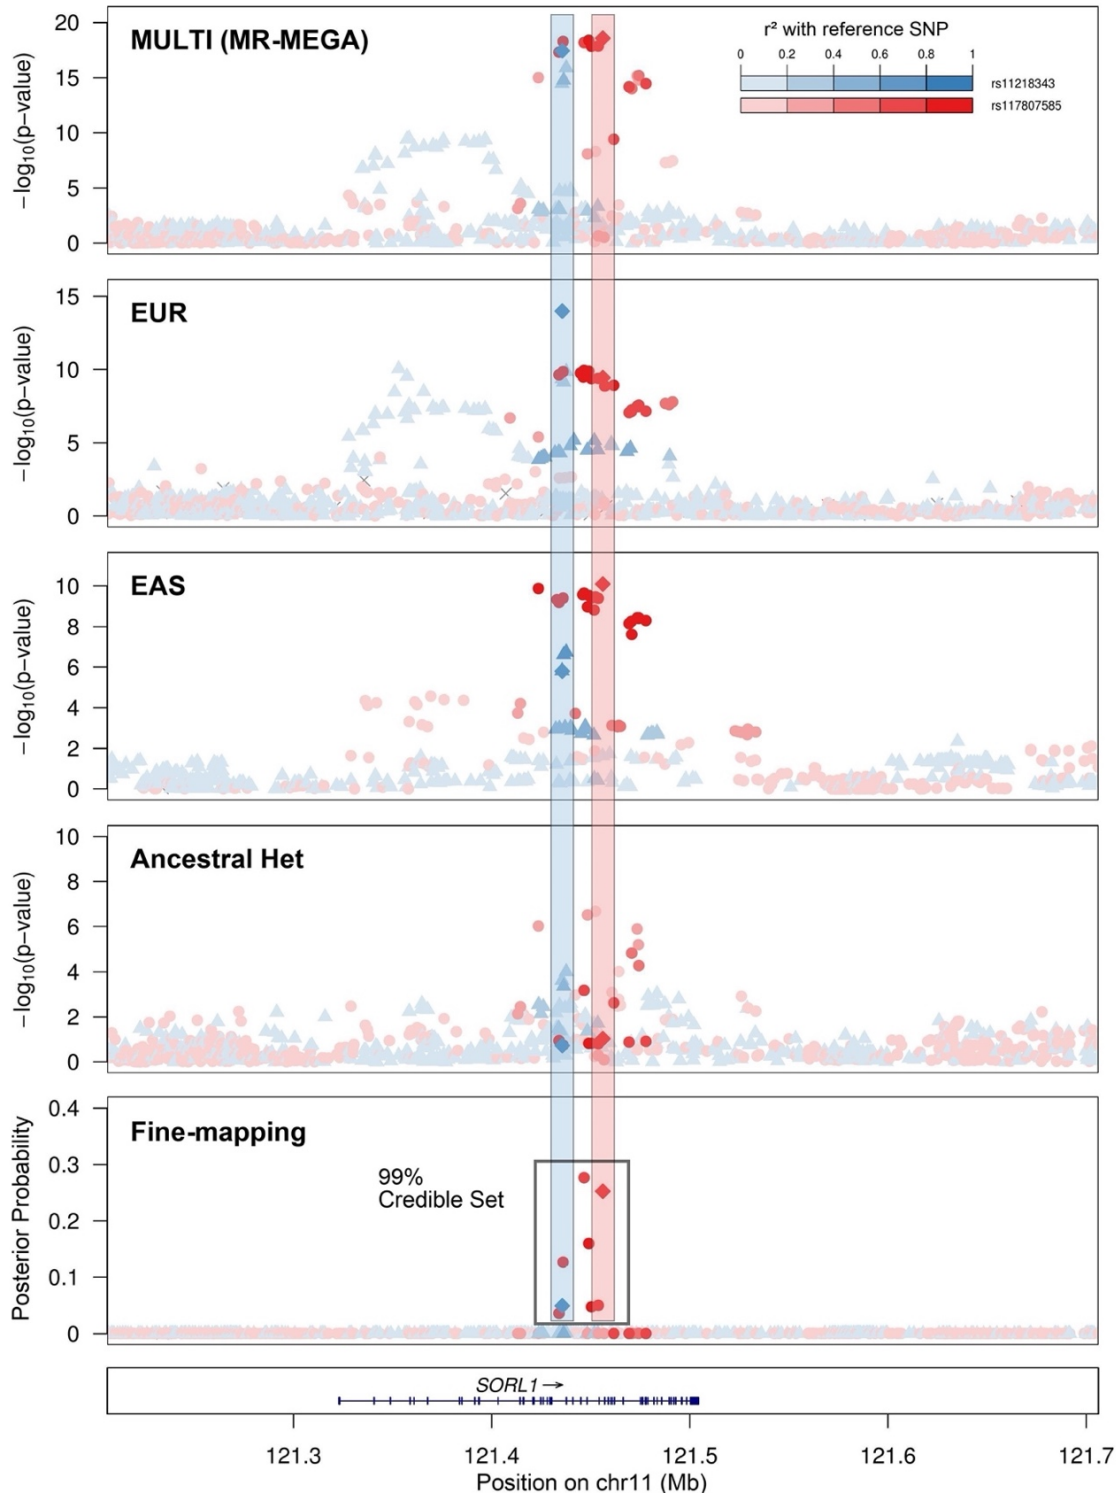 MULTI (MR-MEGA)
r² with reference SNP
0 0.2 0.4 0.6 0.8 1
rs11218343
rs117807585
−log10(p−value)
20
15
10
5
0
EUR
−log10(p−value)
15
10
5
0
EAS
−log10(p−value)
10
8
6
4
2
0
Ancestral Het
−log10(p−value)
10
8
6
4
2
0
Fine-mapping
99%
Credible Set
Posterior Probability
0.4
0.3
0.2
0.1
0
SORL1→
121.3 121.4 121.5 121.6 121.7
Position on chr11 (Mb)